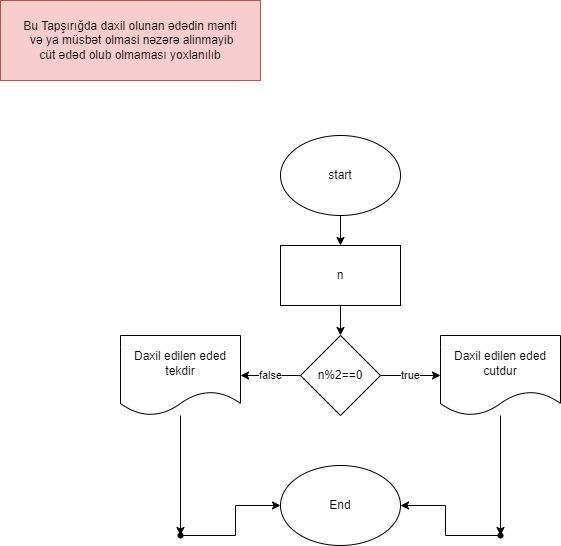 Bu Tapşırığda daxil olunan ədədin mənfi
və ya müsbət olmasi nəzərə alinmayib
cüt ədəd olub olmaması yoxlanılıb
start
n
Daxil edilen eded
tekdir
false
n%2==0
true
Daxil edilen eded
cutdur
End